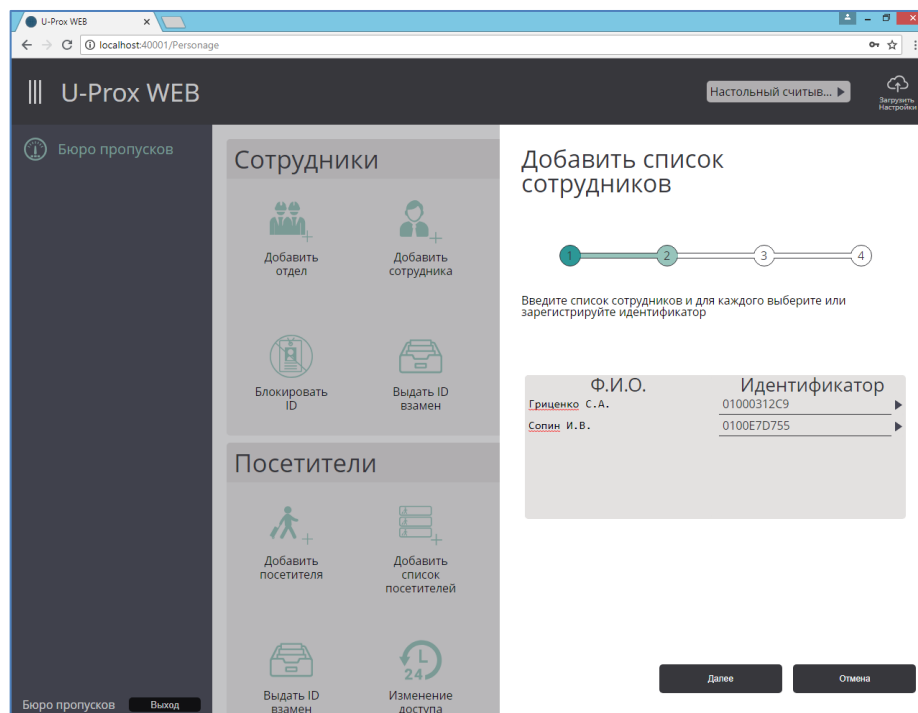 U-Prox WEB
localhost:40001/Personage
U-Prox WEB
Настольный считыв...
Загрузить
Настройки
Бюро пропусков
Сотрудники
Добавить
отдел
Добавить
сотрудника
Блокировать
ID
Выдать ID
взамен
Посетители
Добавить
посетителя
Добавить
список
посетителей
Выдать ID
взамен
24
Изменение
доступа
Добавить список
сотрудников
1 2 3 4
Введите список сотрудников и для каждого выберите или
зарегистрируйте идентификатор
Ф.И.О. Идентификатор
Гриценко С.А. 01000312C9
Сопин И.В. 0100E7D755
Далее Отмена
Бюро пропусков Выход